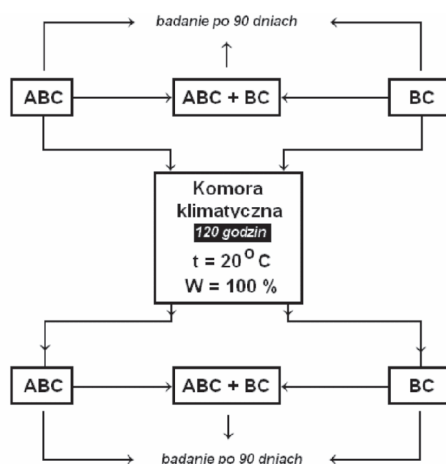 badanie po 90 dniach
ABC
ABC + BC
BC
Komora
klimatyczna
120 godzin
t = 20° C
W = 100 %
ABC
ABC + BC
BC
badanie po 90 dniach